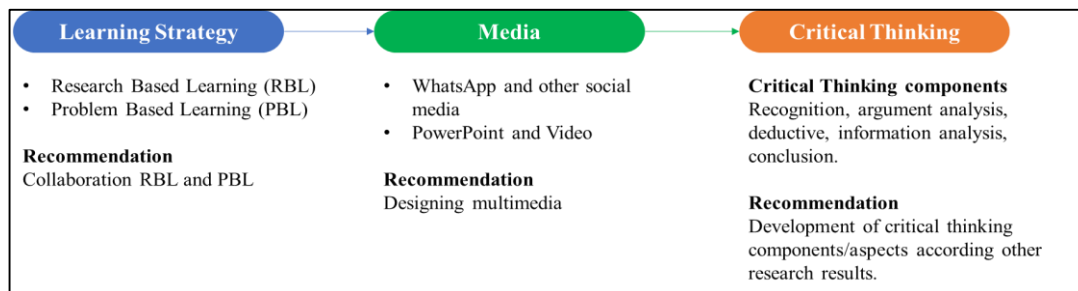 Learning Strategy
• Research Based Learning (RBL)
• Problem Based Learning (PBL)
Recommendation
Collaboration RBL and PBL
Media
• WhatsApp and other social
media
• PowerPoint and Video
Recommendation
Designing multimedia
Critical Thinking
Critical Thinking components
Recognition, argument analysis,
deductive, information analysis,
conclusion.
Recommendation
Development of critical thinking
components/aspects according other
research results.